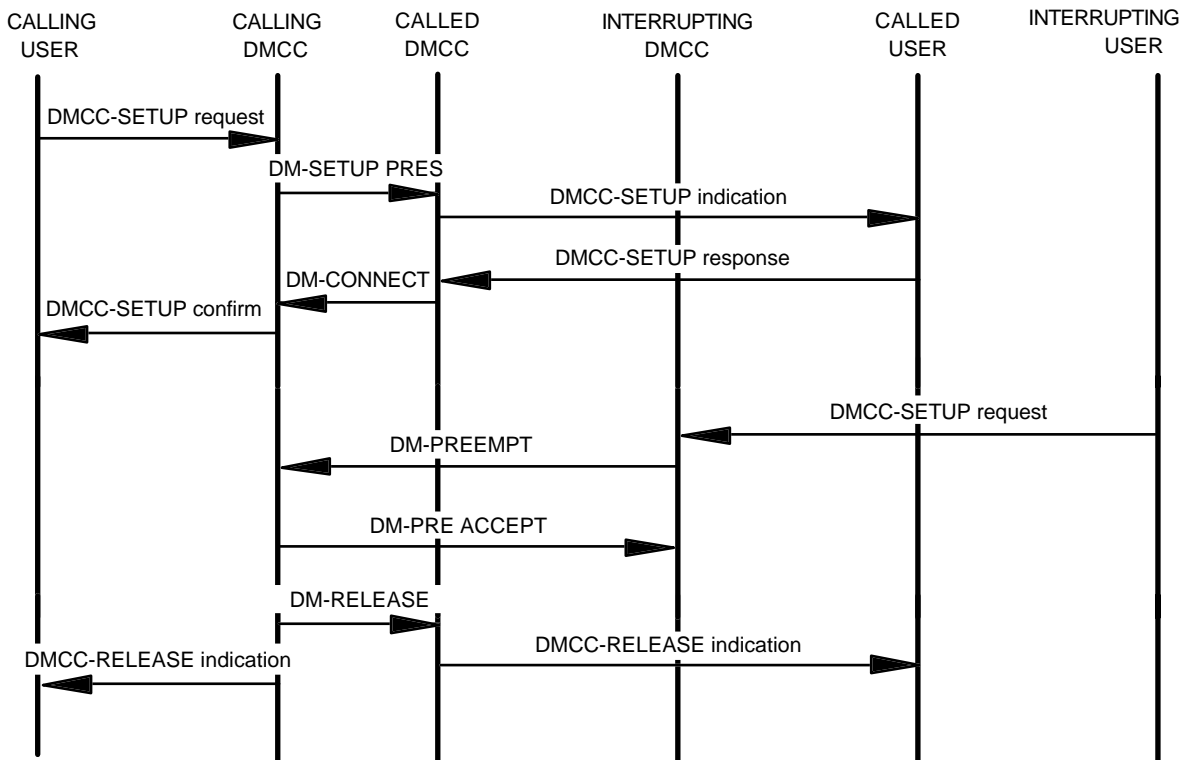 CALLING
USER
CALLING
DMCC
CALLED
DMCC
INTERRUPTING
DMCC
CALLED
USER
INTERRUPTING
USER
DMCC-SETUP request
DM-SETUP PRES
DMCC-SETUP indication
DMCC-SETUP response
DM-CONNECT
DMCC-SETUP confirm
DMCC-SETUP request
DM-PREEMPT
DM-PRE ACCEPT
DM-RELEASE
DMCC-RELEASE indication
DMCC-RELEASE indication